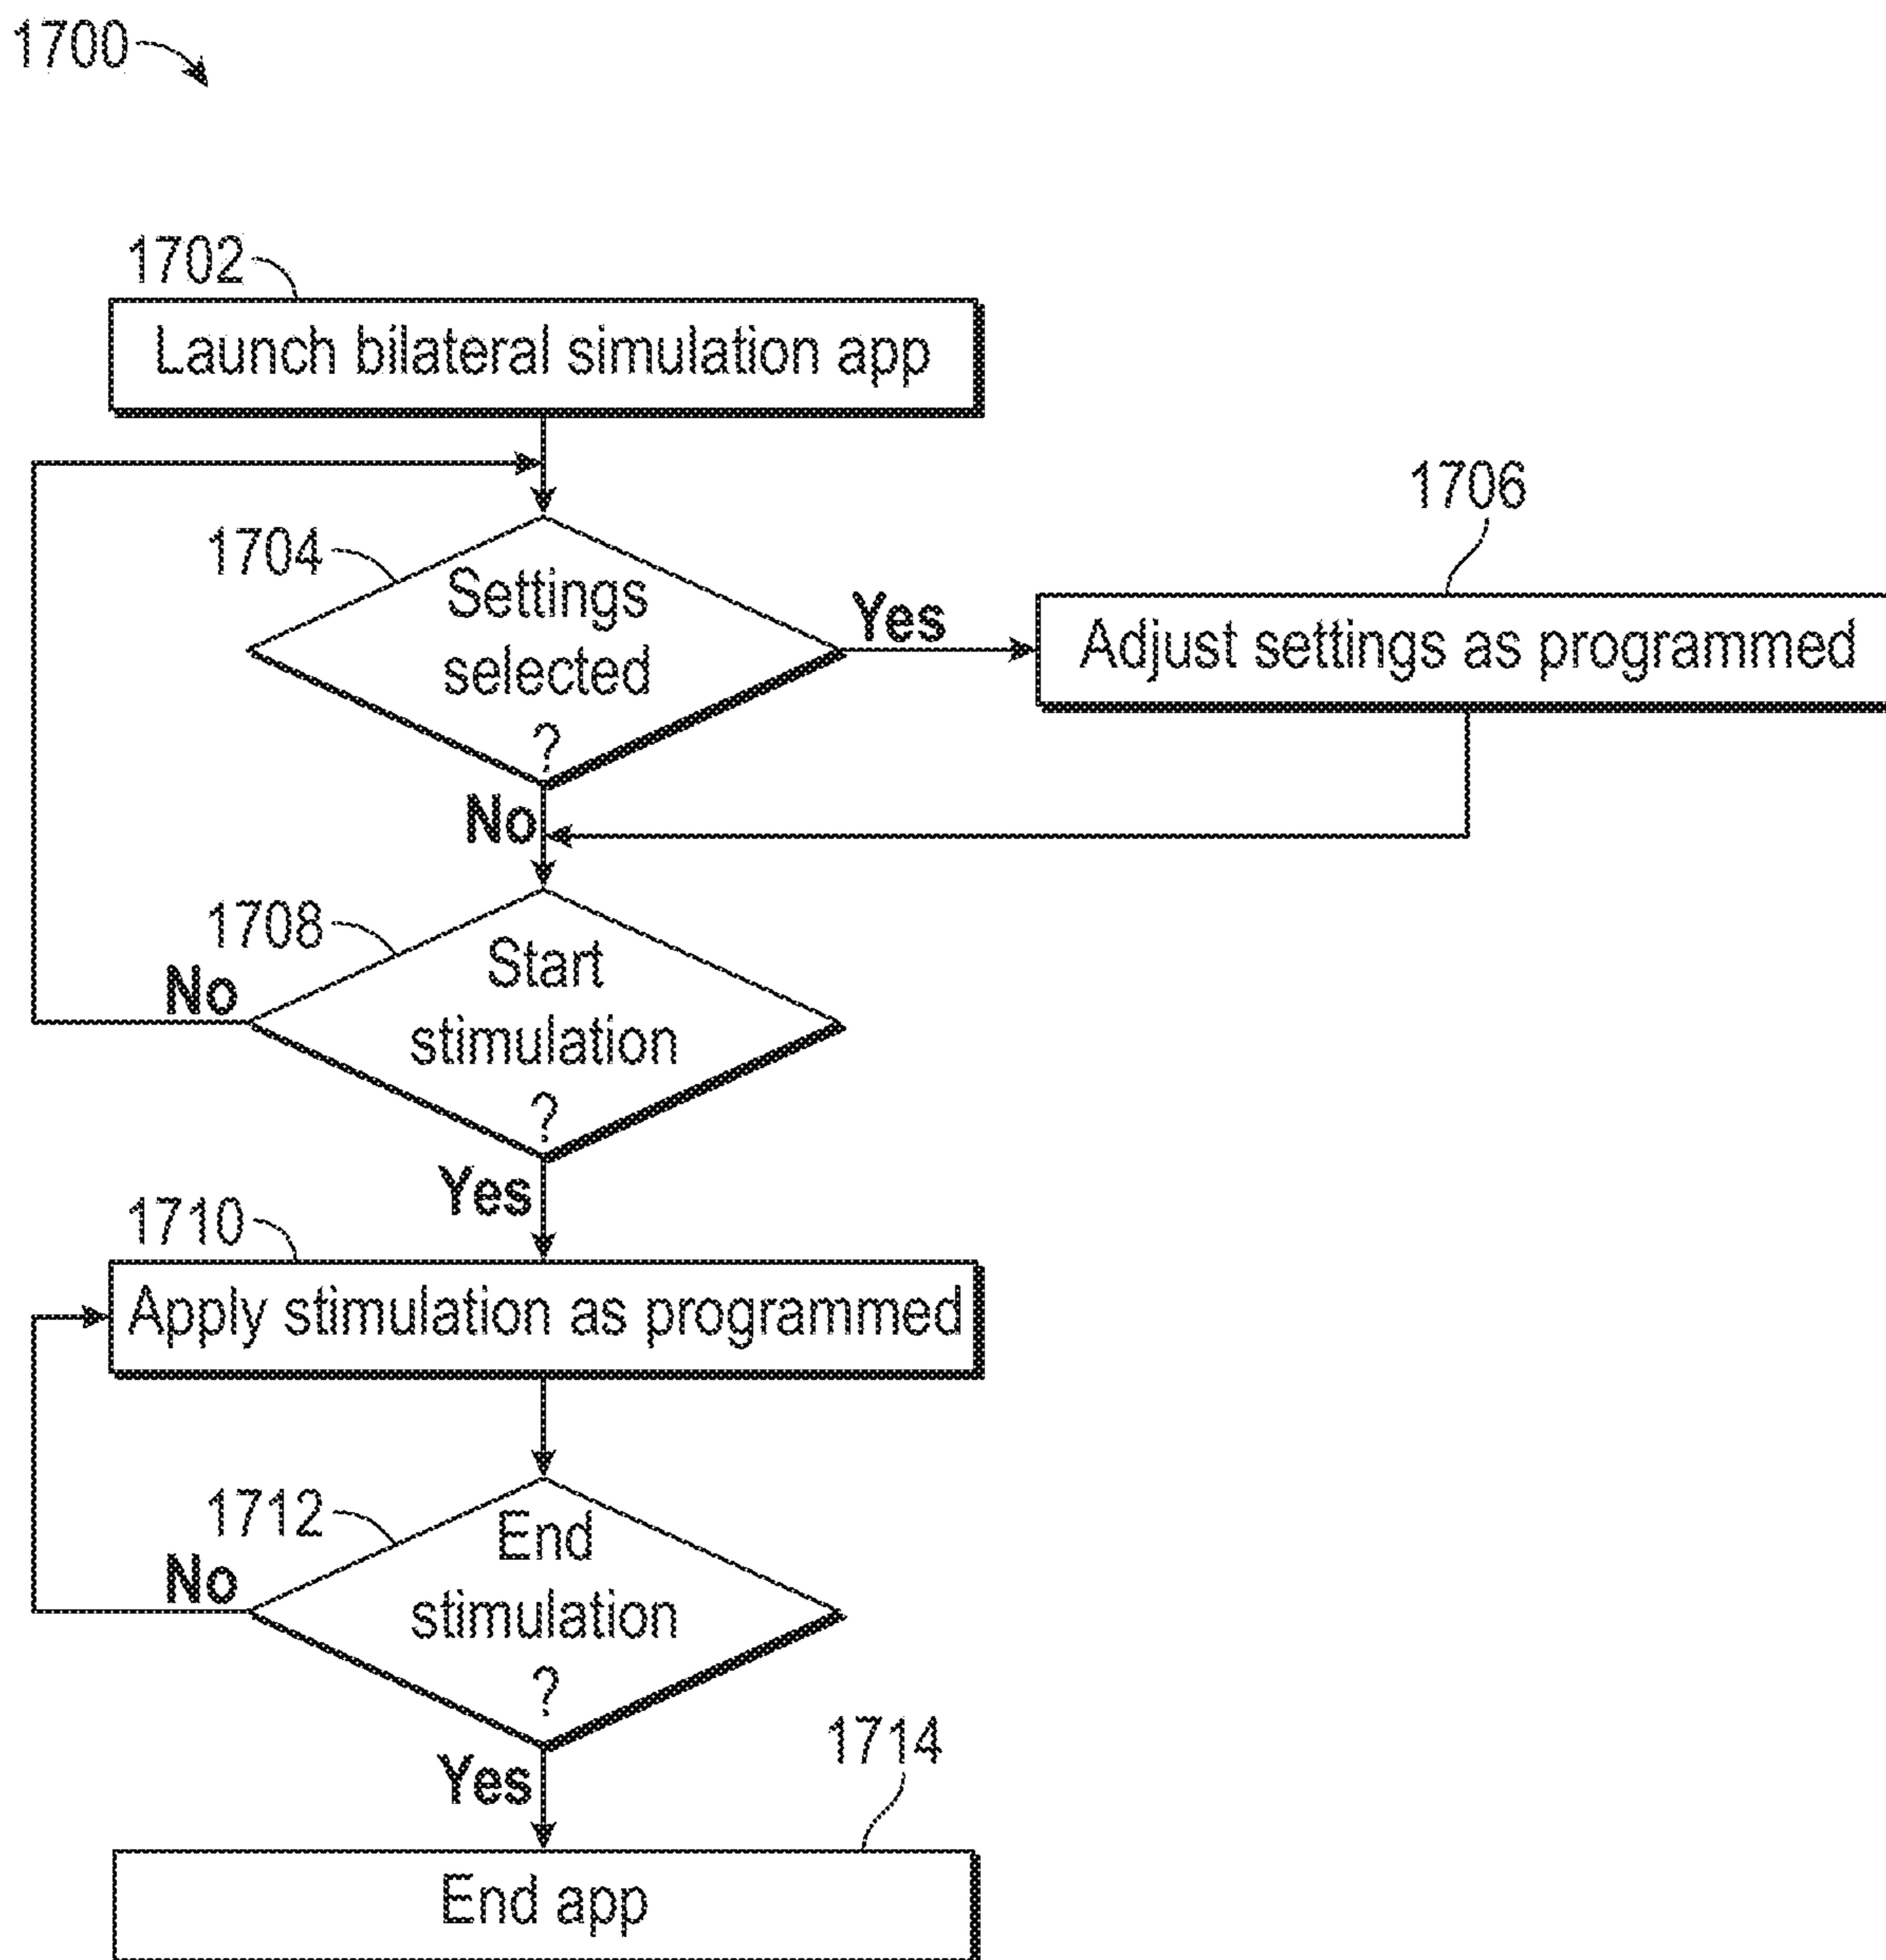 1700
1702
Launch bilateral simulation app
1704
Settings
selected
?
Yes
1706
Adjust settings as programmed
No
1708
Start
stimulation
?
No
Yes
1710
Apply stimulation as programmed
1712
End
stimulation
?
No
Yes
1714
End app